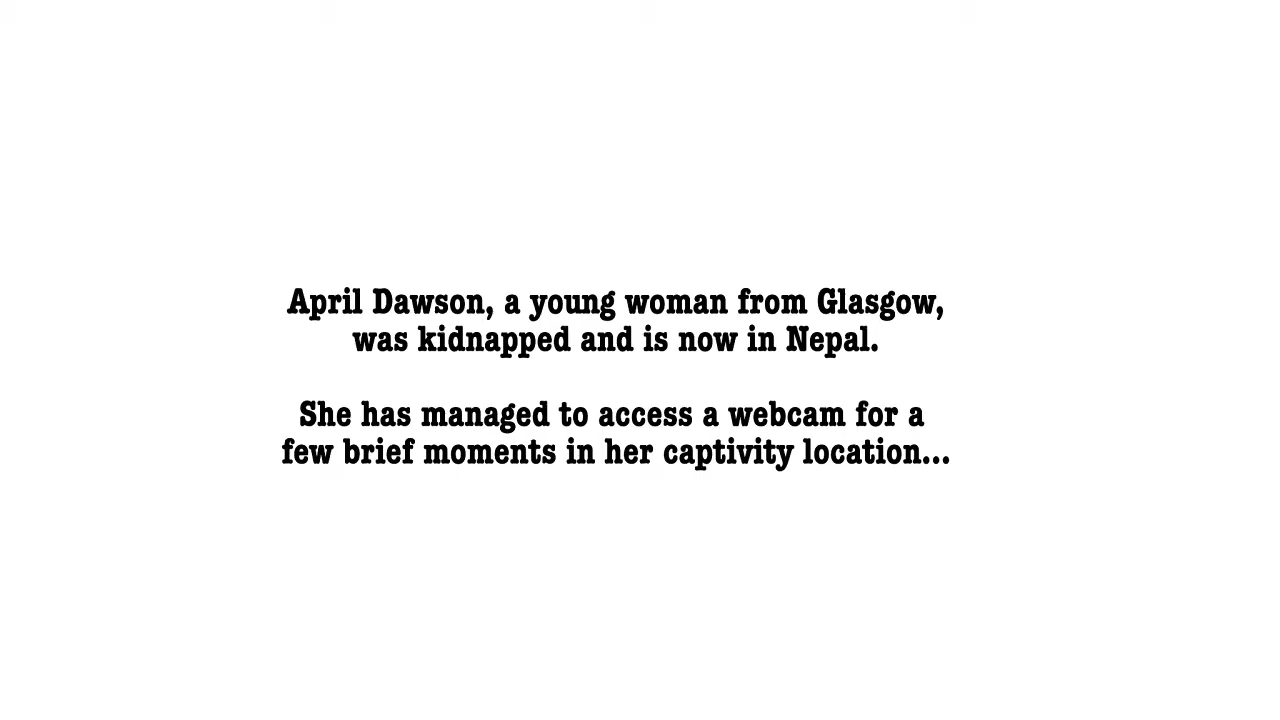 April Dawson, a young woman from Glasgow,
was kidnapped and is now in Nepal.
She has managed to access a webcam for a
few brief moments in her captivity location...